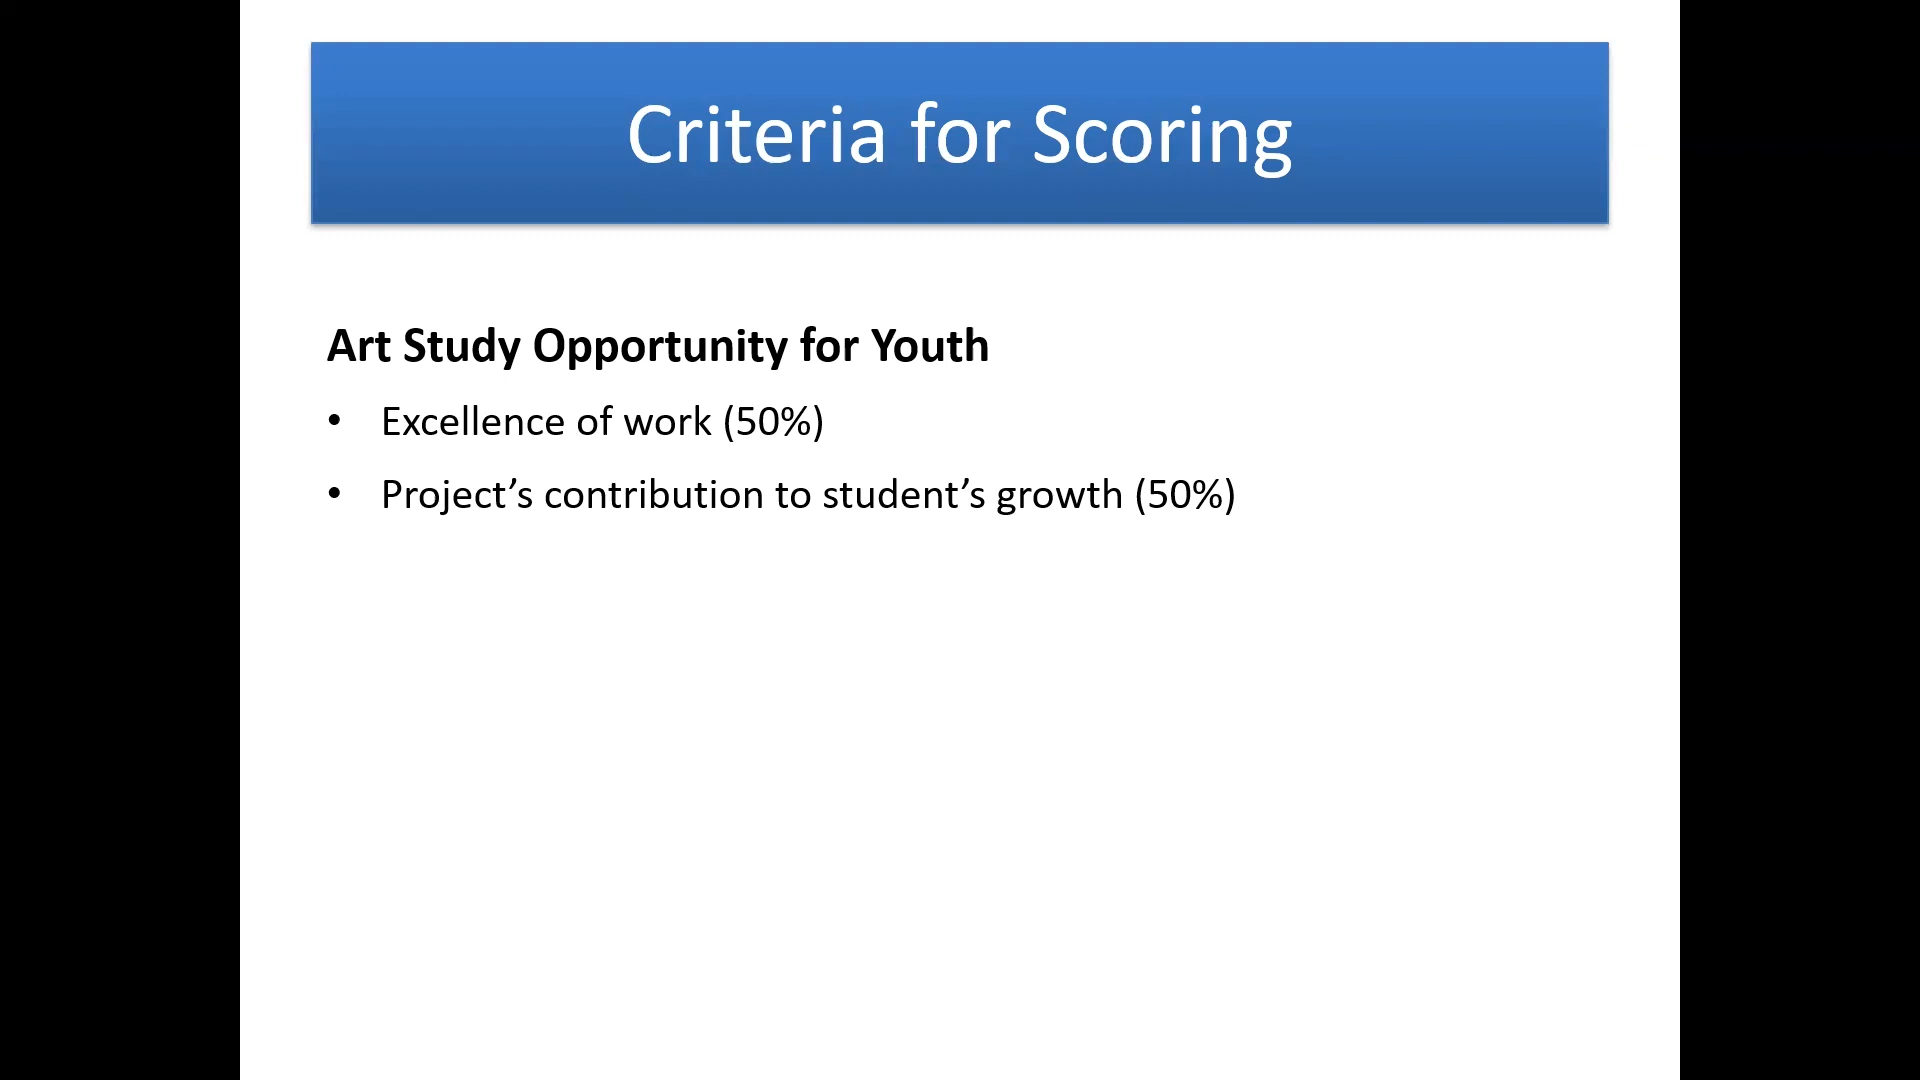 Criteria for Scoring
Art Study Opportunity for Youth
• Excellence of work (50%)
• Project’s contribution to student’s growth (50%)